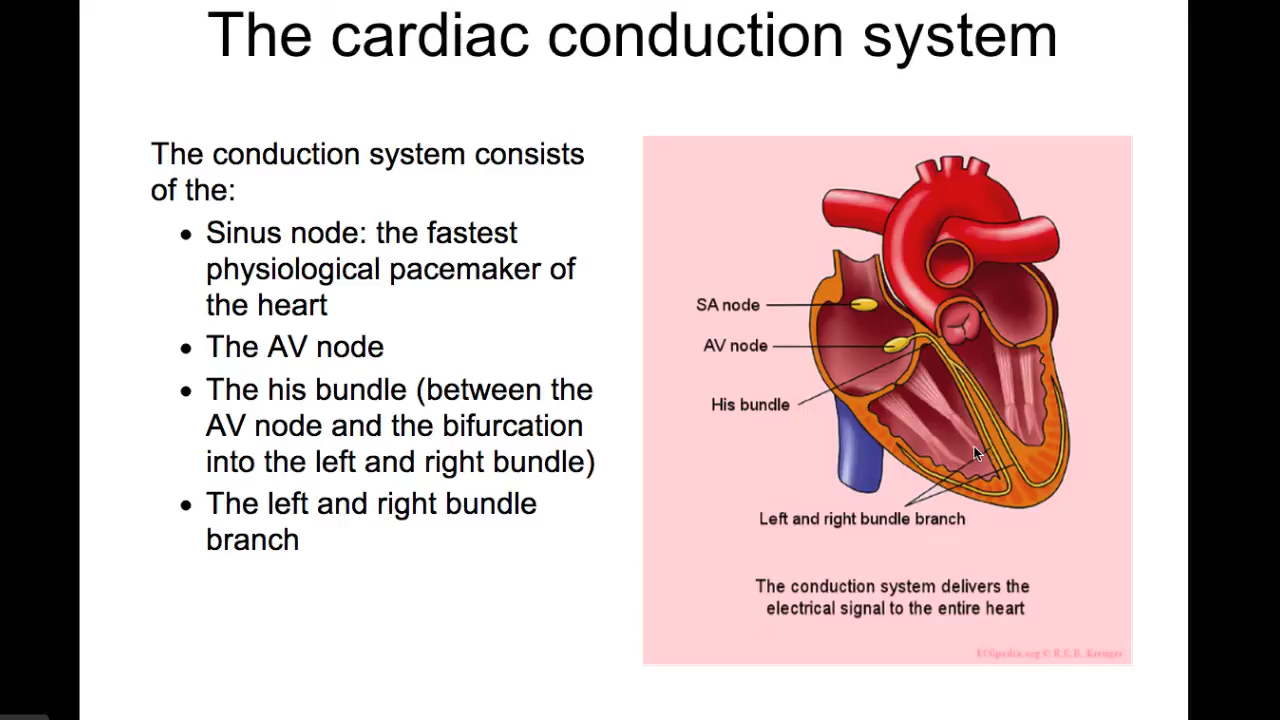 The cardiac conduction system
The conduction system consists
of the:
• Sinus node: the fastest
physiological pacemaker of
the heart
• The AV node
• The his bundle (between the
AV node and the bifurcation
into the left and right bundle)
• The left and right bundle
branch
SA node
AV node
His bundle
Left and right bundle branch
The conduction system delivers the
electrical signal to the entire heart
ECGpedia.org © R.G.B. Kreuger